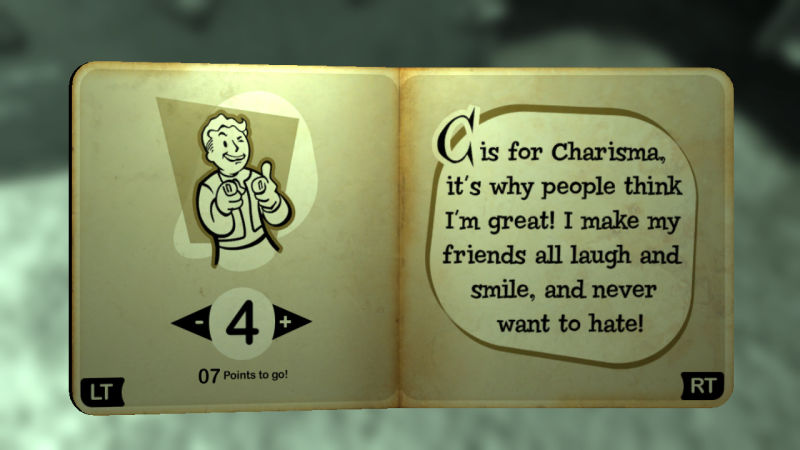 - 4 +
07 Points to go!
LT
C is for Charisma,
it's why people think
I'm great! I make my
friends all laugh and
smile, and never
want to hate!
RT